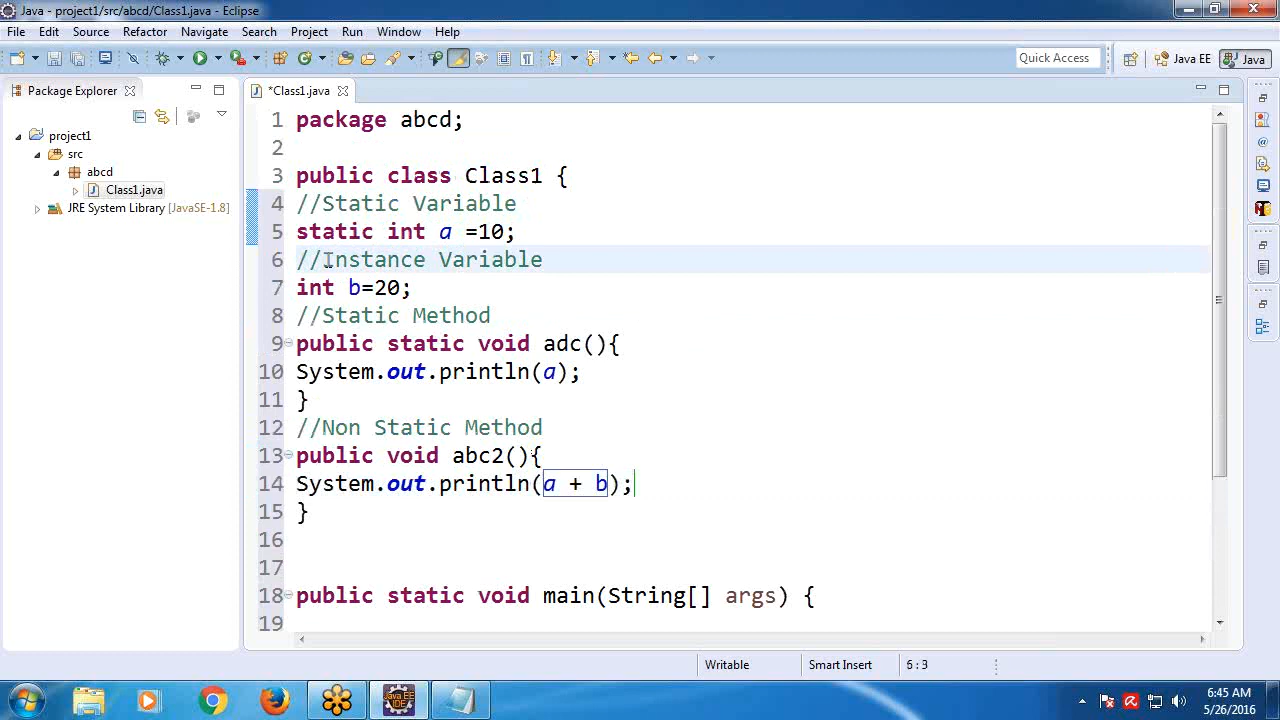 Java - project1/src/abcd/Class1.java - Eclipse
File Edit Source Refactor Navigate Search Project Run Window Help
Quick Access Java EE Java
Package Explorer
*Class1.java
project1
src
abcd
Class1.java
JRE System Library [JavaSE-1.8]
1 package abcd;
2
3 public class Class1 {
4 //Static Variable
5 static int a =10;
6 //Instance Variable
7 int b=20;
8 //Static Method
9 public static void adc(){
10 System.out.println(a);
11 }
12 //Non Static Method
13 public void abc2(){
14 System.out.println(a + b);
15 }
16
17
18 public static void main(String[] args) {
19
Writable Smart Insert 6 : 3
Java EE
IDE
6:45 AM
5/26/2016